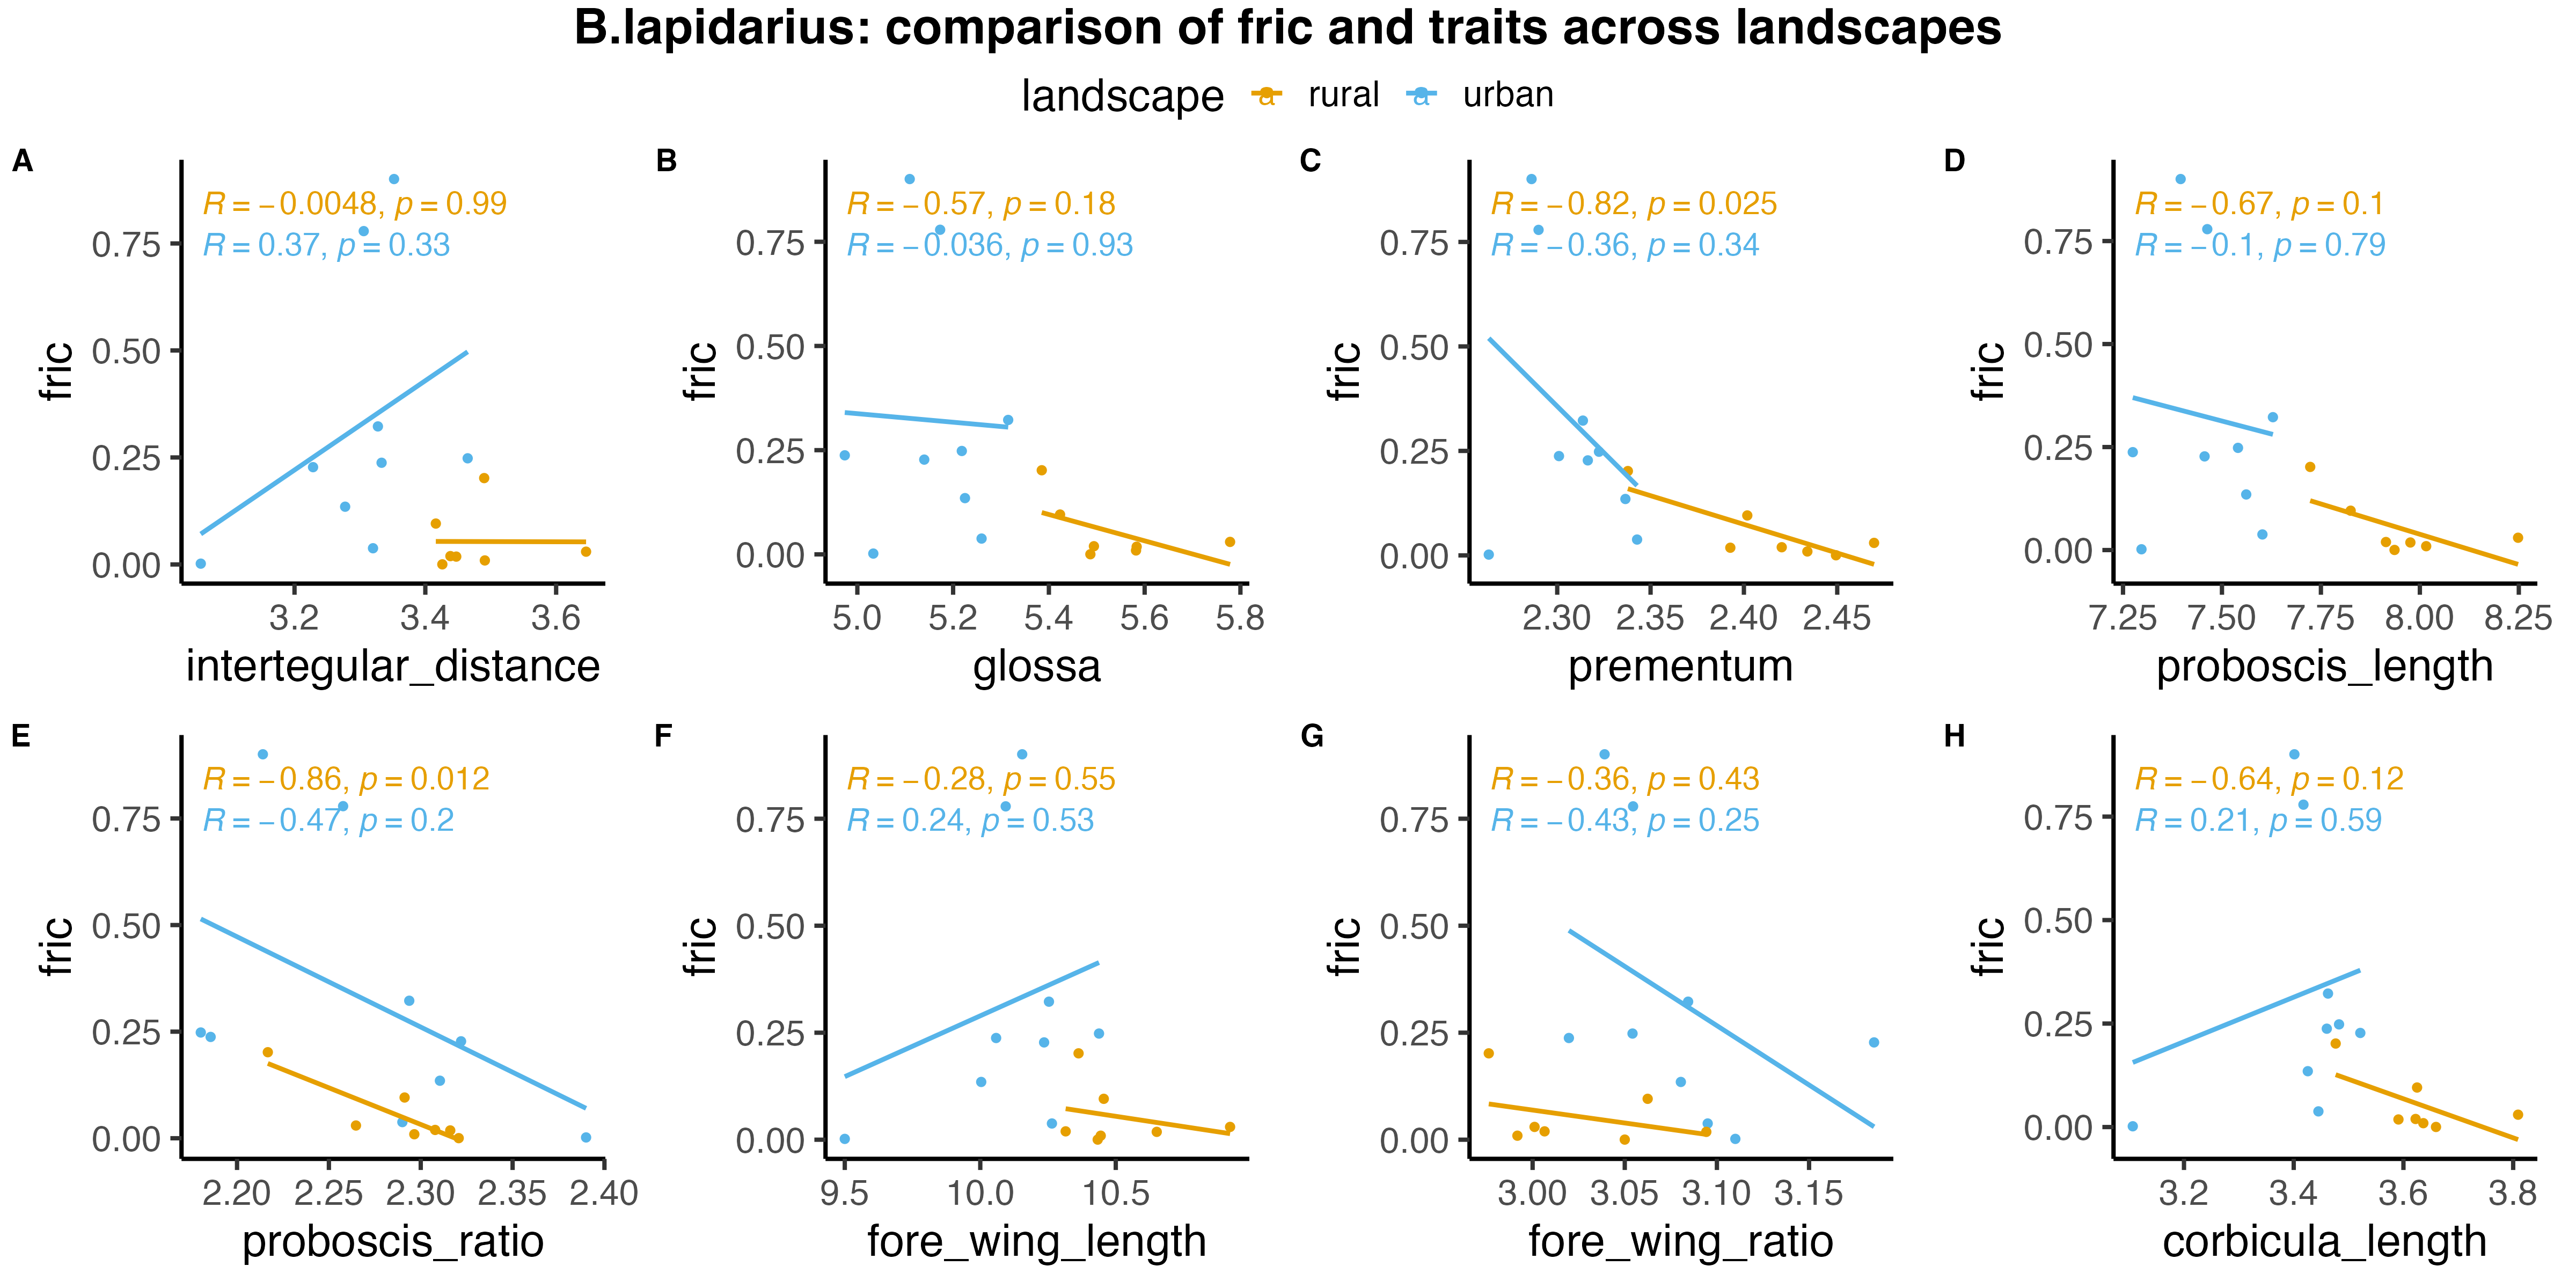 B.lapidarius: comparison of fric and traits across landscapes
landscape a rural a urban
A
R = −0.0048, p = 0.99
R = 0.37, p = 0.33
0.75
0.50
0.25
0.00
fric
3.2 3.4 3.6
intertegular_distance
B
R = −0.57, p = 0.18
R = −0.036, p = 0.93
0.75
0.50
0.25
0.00
fric
5.0 5.2 5.4 5.6 5.8
glossa
C
R = −0.82, p = 0.025
R = −0.36, p = 0.34
0.75
0.50
0.25
0.00
fric
2.30 2.35 2.40 2.45
prementum
D
R = −0.67, p = 0.1
R = −0.1, p = 0.79
0.75
0.50
0.25
0.00
fric
7.25 7.50 7.75 8.00 8.25
proboscis_length
E
R = −0.86, p = 0.012
R = −0.47, p = 0.2
0.75
0.50
0.25
0.00
fric
2.20 2.25 2.30 2.35 2.40
proboscis_ratio
F
R = −0.28, p = 0.55
R = 0.24, p = 0.53
0.75
0.50
0.25
0.00
fric
9.5 10.0 10.5
fore_wing_length
G
R = −0.36, p = 0.43
R = −0.43, p = 0.25
0.75
0.50
0.25
0.00
fric
3.00 3.05 3.10 3.15
fore_wing_ratio
H
R = −0.64, p = 0.12
R = 0.21, p = 0.59
0.75
0.50
0.25
0.00
fric
3.2 3.4 3.6 3.8
corbicula_length